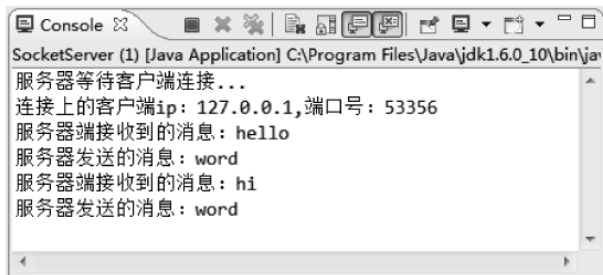 Console
SocketServer (1) [Java Application] C:\Program Files\Java\jdk1.6.0_10\bin\jav
服务器等待客户端连接...
连接上的客户端ip：127.0.0.1,端口号：53356
服务器端接收到的消息：hello
服务器发送的消息：word
服务器端接收到的消息：hi
服务器发送的消息：word